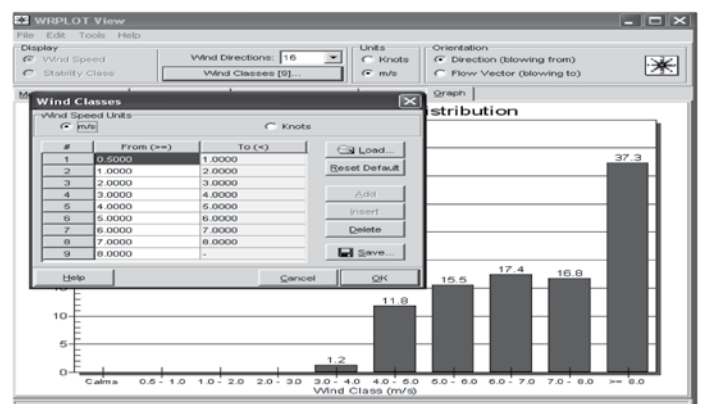 WRPLOT View
File Edit Tools Help
Display
Wind Speed
Stability Class
Wind Directions: 16
Wind Classes [9]...
Units
Knots
m/s
Orientation
Direction (blowing from)
Flow Vector (blowing to)
Graph
stribution
Wind Classes
Wind Speed Units
m/s Knots
# From (>=) To (<)
1 0.5000 1.0000
2 1.0000 2.0000
3 2.0000 3.0000
4 3.0000 4.0000
5 4.0000 5.0000
6 5.0000 6.0000
7 6.0000 7.0000
8 7.0000 8.0000
9 8.0000 -
Load...
Reset Default
Add
Insert
Delete
Save...
Help Cancel OK
37.3
17.4
16.8
15.5
11.8
1.2
10
5
0
Calms 0.5 - 1.0 1.0 - 2.0 2.0 - 3.0 3.0 - 4.0 4.0 - 5.0 5.0 - 6.0 6.0 - 7.0 7.0 - 8.0 >= 8.0
Wind Class (m/s)